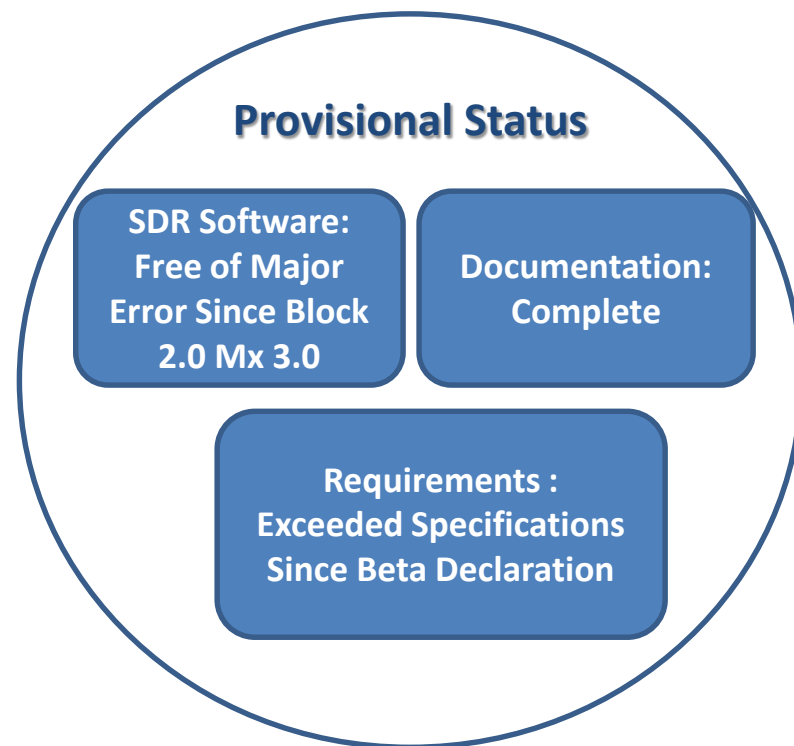 Provisional Status
SDR Software:
Free of Major
Error Since Block
2.0 Mx 3.0
Documentation:
Complete
Requirements :
Exceeded Specifications
Since Beta Declaration